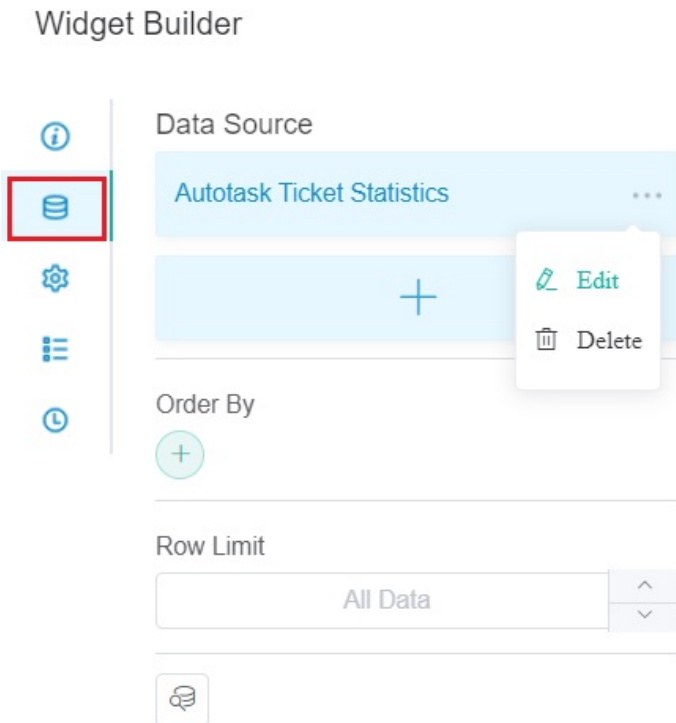 Widget Builder
Data Source
Autotask Ticket Statistics
Edit
Delete
Order By
Row Limit
All Data